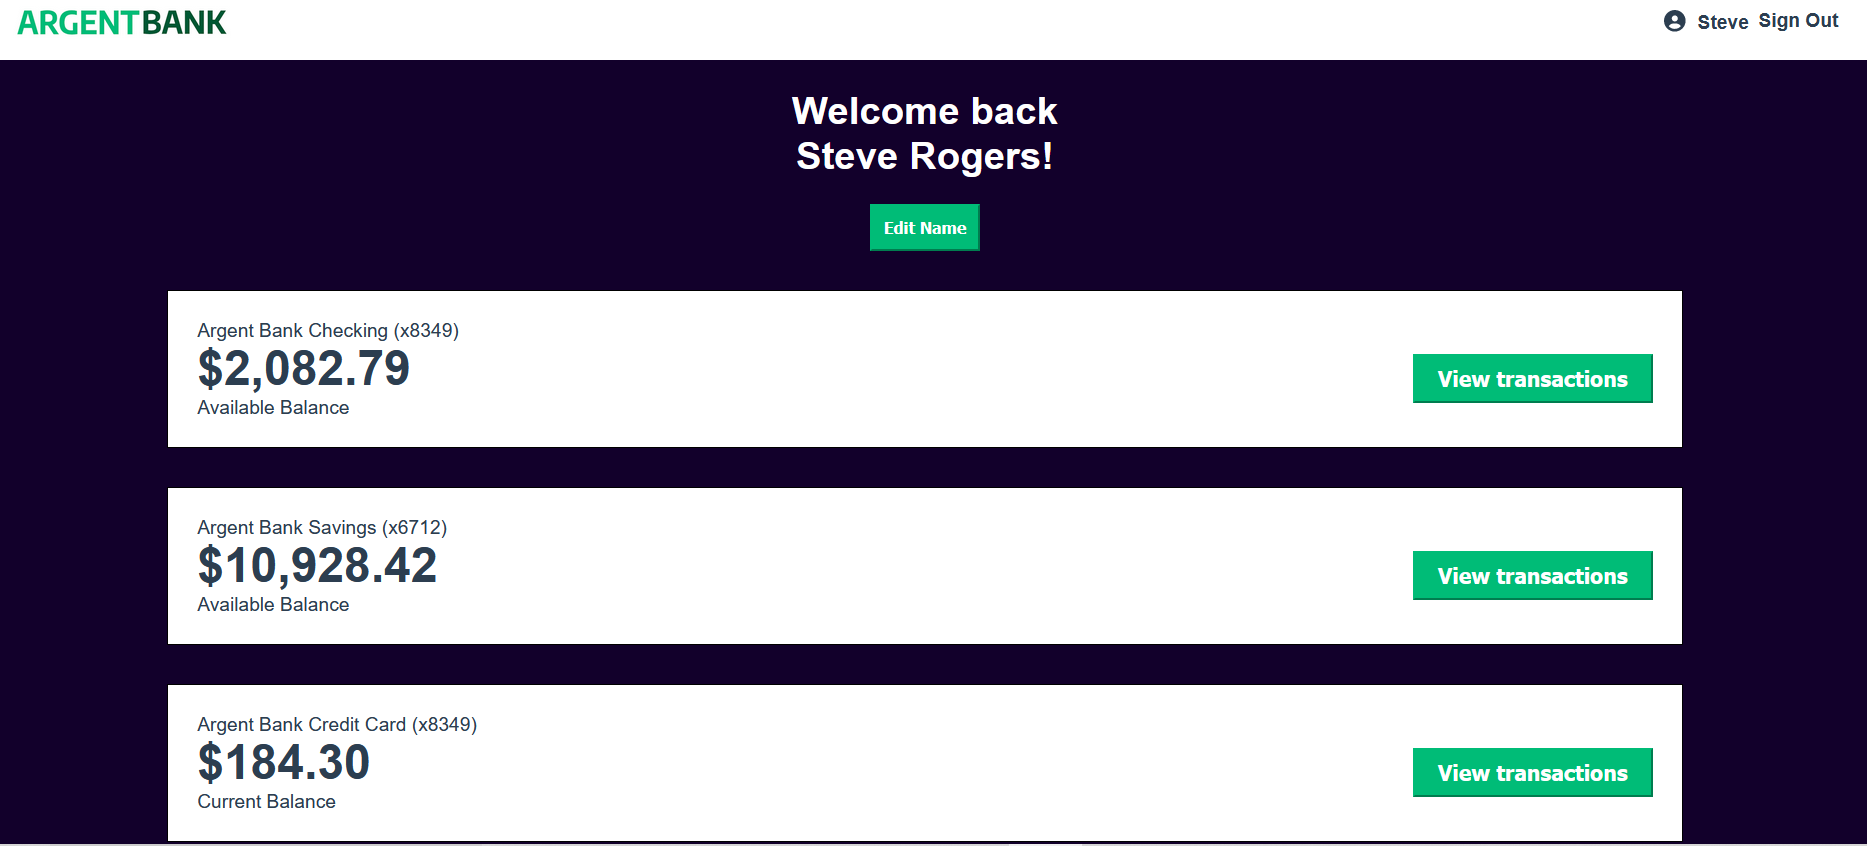 ARGENTBANK
Steve Sign Out
Welcome back
Steve Rogers!
Edit Name
Argent Bank Checking (x8349)
$2,082.79
Available Balance
View transactions
Argent Bank Savings (x6712)
$10,928.42
Available Balance
View transactions
Argent Bank Credit Card (x8349)
$184.30
Current Balance
View transactions